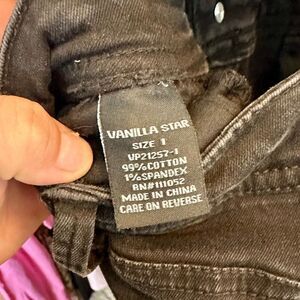 VANILLA STAR
SIZE 1
VP21257-1
99%COTTON
1%SPANDEX
RN#111052
MADE IN CHINA
CARE ON REVERSE